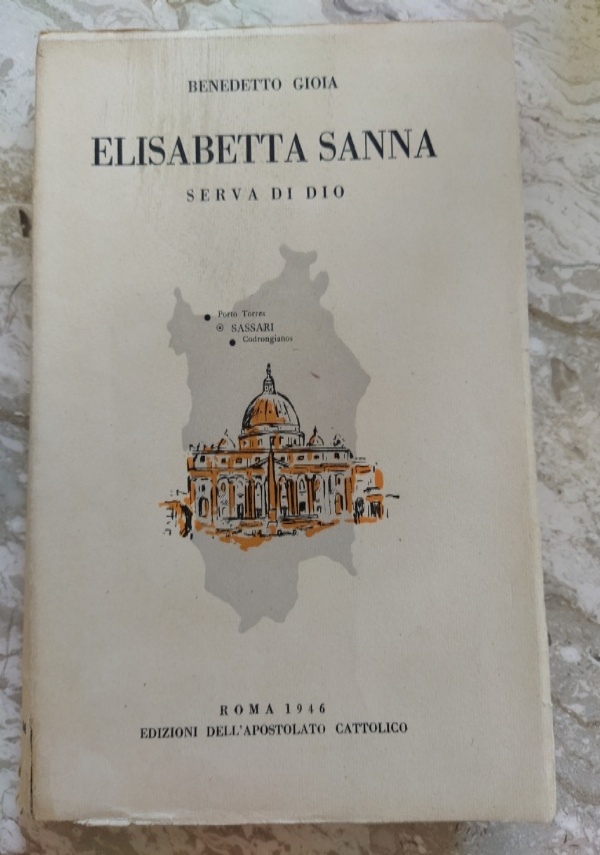 BENEDETTO GIOIA
ELISABETTA SANNA
SERVA DI DIO
Porto Torres
SASSARI
Codrongianos
ROMA 1946
EDIZIONI DELL'APOSTOLATO CATTOLICO